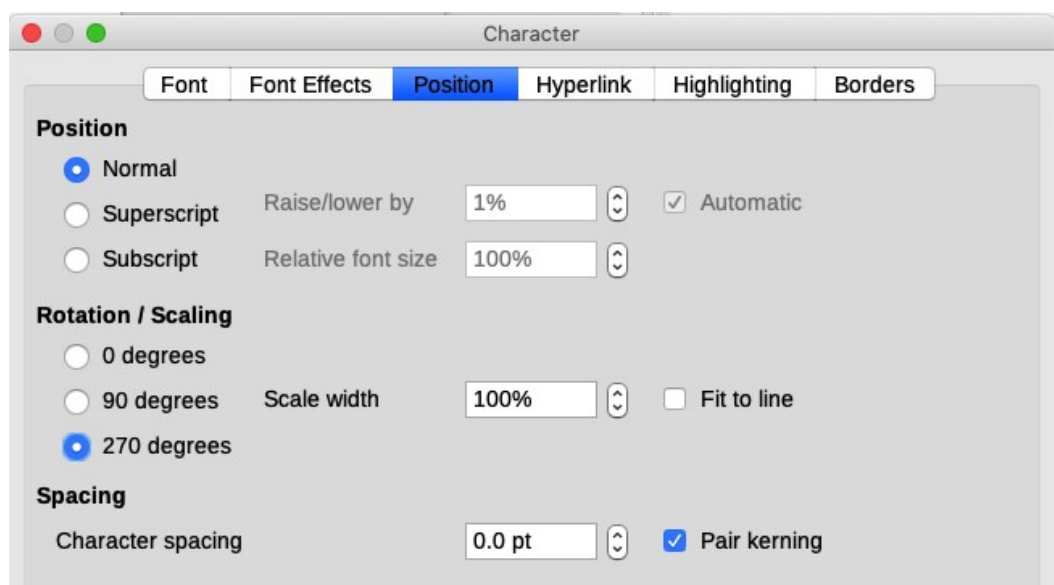 Character
Font Font Effects Position Hyperlink Highlighting Borders
Position
Normal
Superscript Raise/lower by 1% Automatic
Subscript Relative font size 100%
Rotation / Scaling
0 degrees
90 degrees Scale width 100% Fit to line
270 degrees
Spacing
Character spacing 0.0 pt Pair kerning